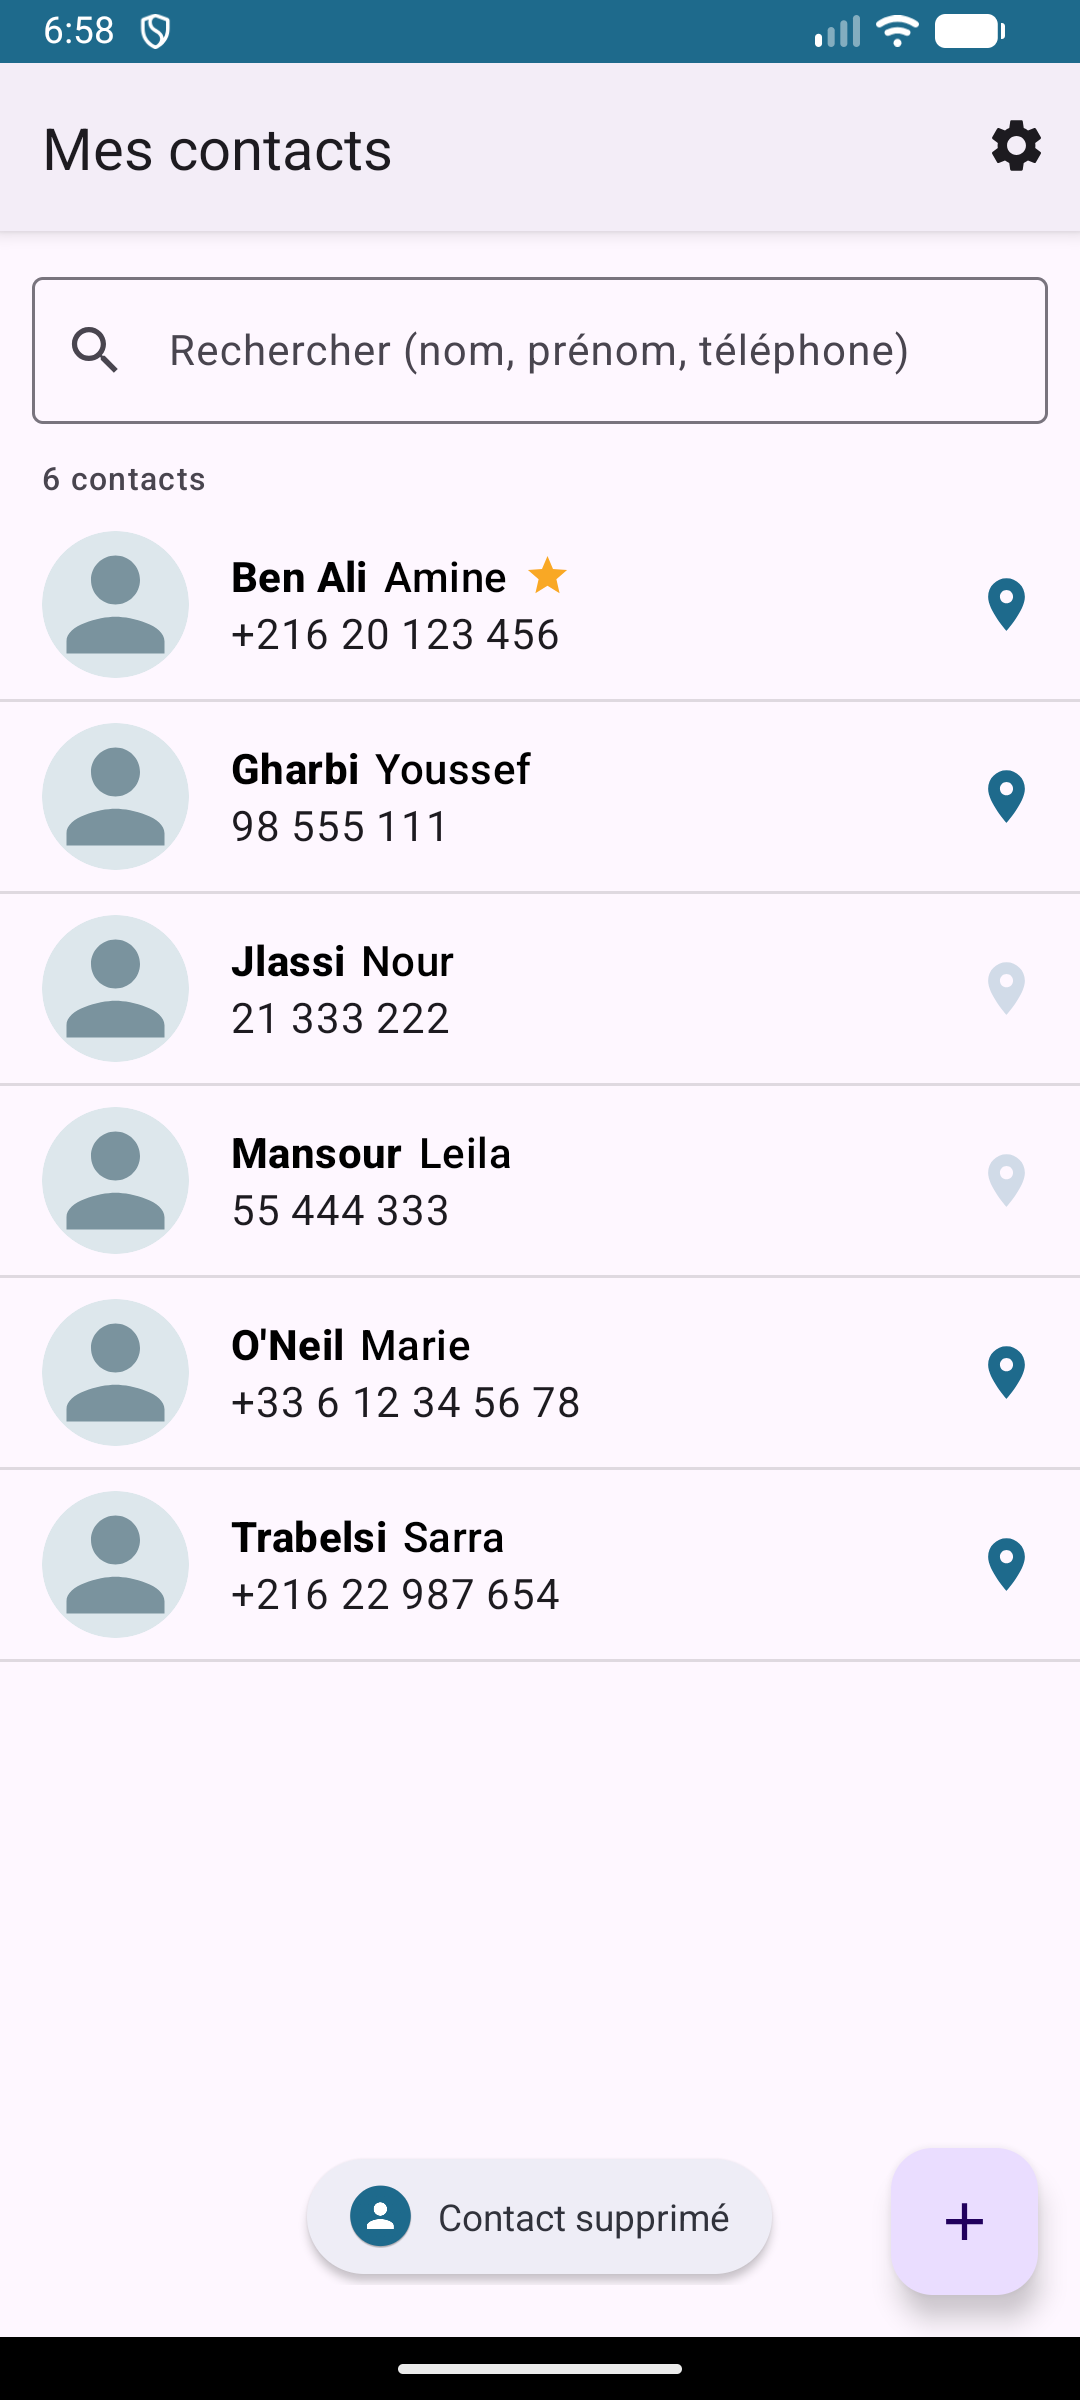 6:58
Mes contacts
Rechercher (nom, prénom, téléphone)
6 contacts
Ben Ali Amine
+216 20 123 456
Gharbi Youssef
98 555 111
Jlassi Nour
21 333 222
Mansour Leila
55 444 333
O'Neil Marie
+33 6 12 34 56 78
Trabelsi Sarra
+216 22 987 654
Contact supprimé